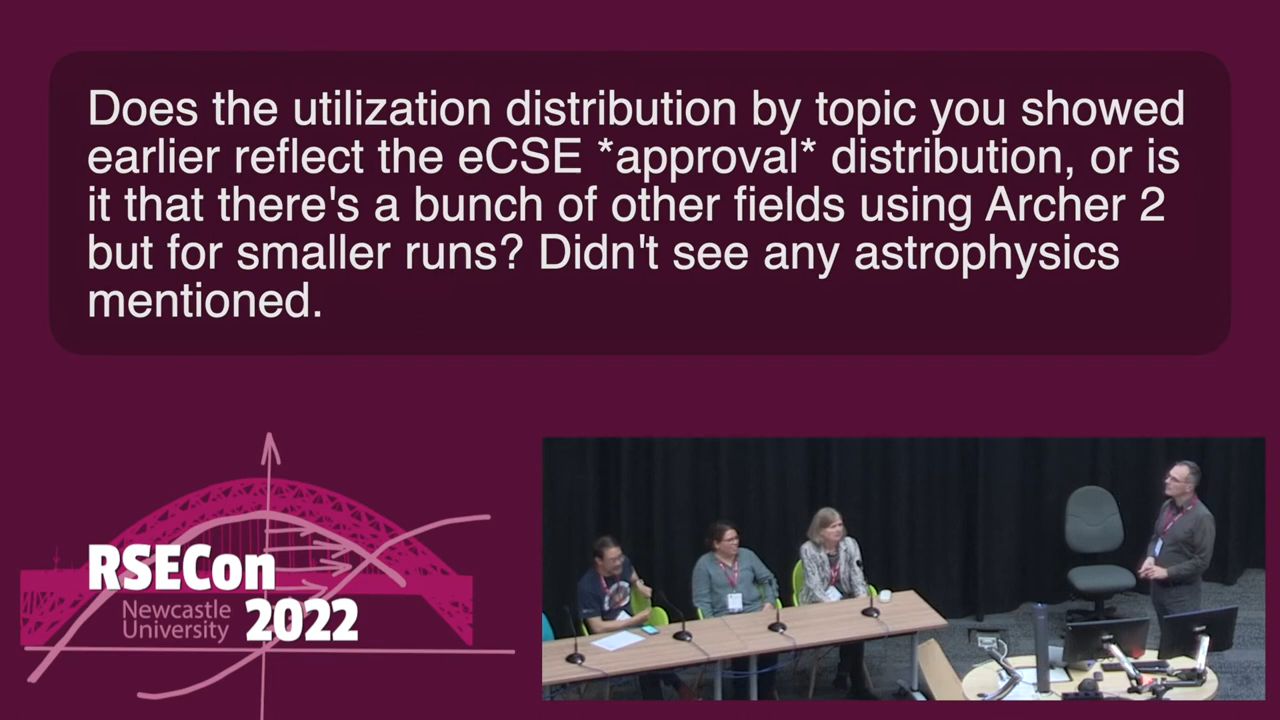 Does the utilization distribution by topic you showed
earlier reflect the eCSE *approval* distribution, or is
it that there's a bunch of other fields using Archer 2
but for smaller runs? Didn't see any astrophysics
mentioned.
RSECon
Newcastle
University
2022